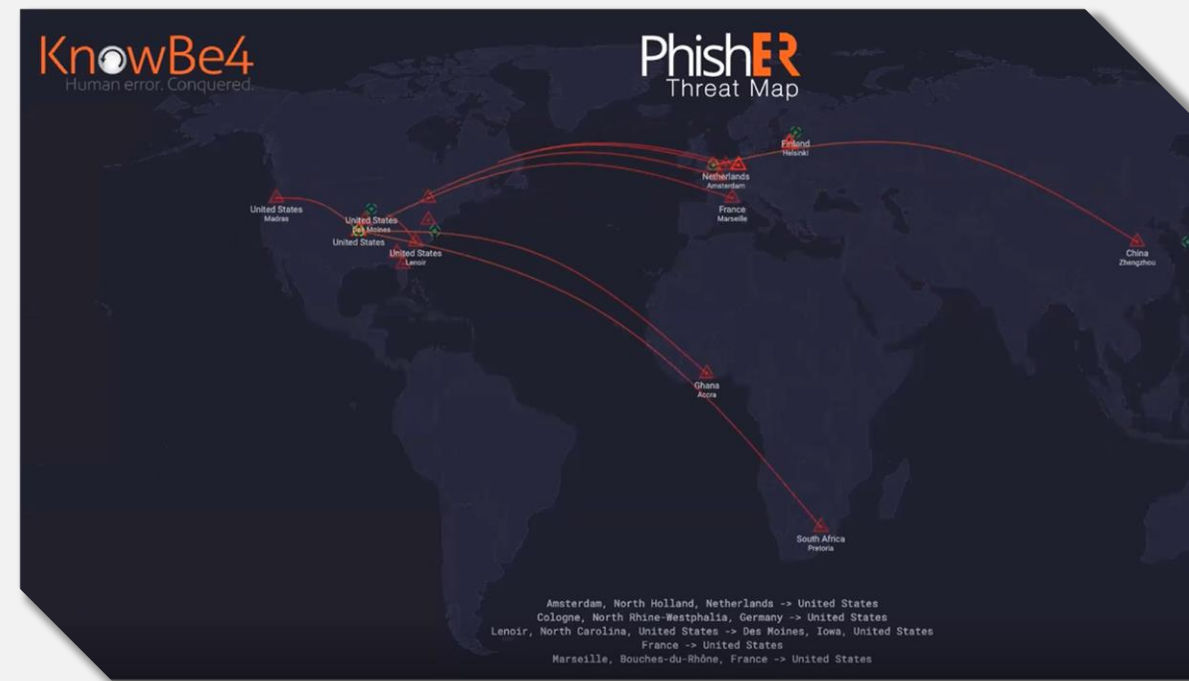 KnowBe4
Human error. Conquered.
PhishER
Threat Map
Finland
Helsinki
Netherlands
Amsterdam
United States
Madras
France
Marseille
United States
Des Moines
United States
United States
Lenoir
China
Zhengzhou
Ghana
Accra
South Africa
Pretoria
Amsterdam, North Holland, Netherlands -> United States
Cologne, North Rhine-Westphalia, Germany -> United States
Lenoir, North Carolina, United States -> Des Moines, Iowa, United States
France -> United States
Marseille, Bouches-du-Rhône, France -> United States